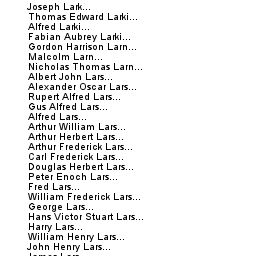 Joseph Lark...
Thomas Edward Larki...
Alfred Larki...
Fabian Aubrey Larki...
Gordon Harrison Larn...
Malcolm Larn...
Nicholas Thomas Larn...
Albert John Lars...
Alexander Oscar Lars...
Rupert Alfred Lars...
Gus Alfred Lars...
Alfred Lars...
Arthur William Lars...
Arthur Herbert Lars...
Arthur Frederick Lars...
Carl Frederick Lars...
Douglas Herbert Lars...
Peter Enoch Lars...
Fred Lars...
William Frederick Lars...
George Lars...
Hans Victor Stuart Lars...
Harry Lars...
William Henry Lars...
John Henry Lars...